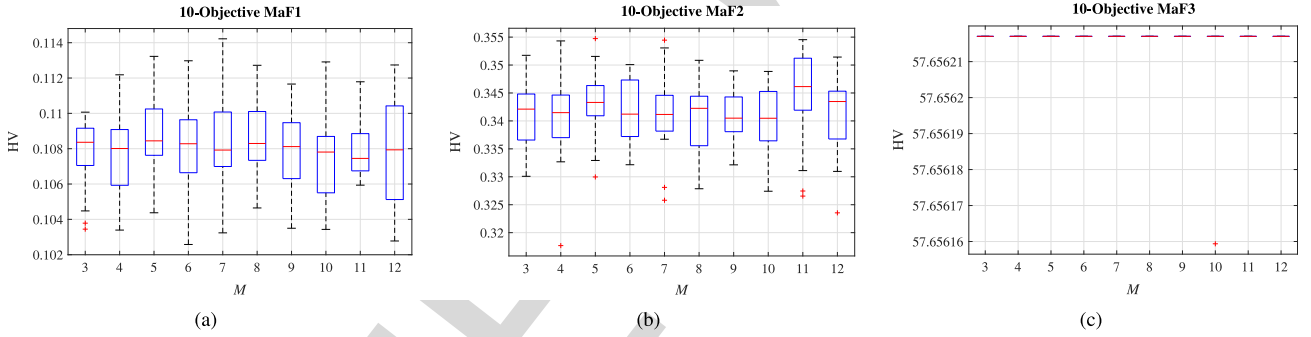 10-Objective MaF1
0.114
0.112
0.11
0.108
0.106
0.104
0.102
HV
3 4 5 6 7 8 9 10 11 12
M
(a)
10-Objective MaF2
0.355
0.35
0.345
0.34
0.335
0.33
0.325
0.32
HV
3 4 5 6 7 8 9 10 11 12
M
(b)
10-Objective MaF3
57.65621
57.6562
57.65619
57.65618
57.65617
57.65616
HV
3 4 5 6 7 8 9 10 11 12
M
(c)